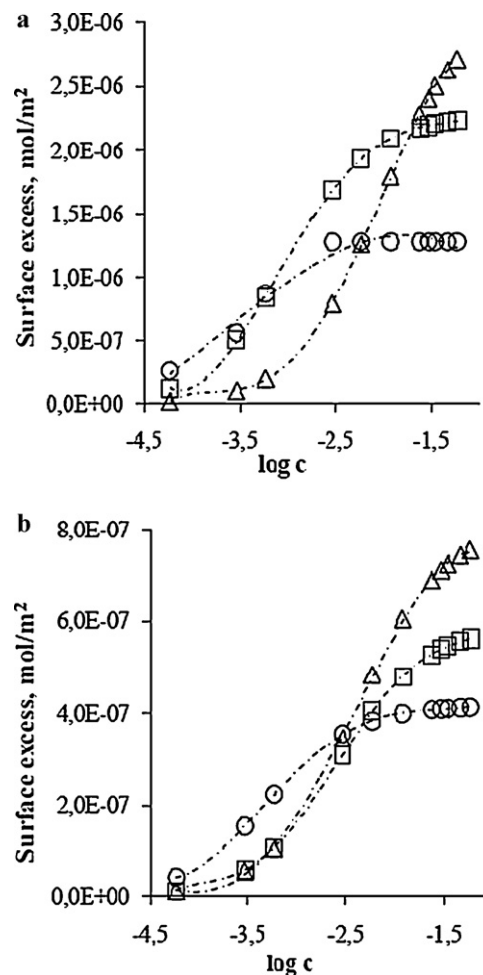 a
Surface excess, mol/m²
3,0E-06
2,5E-06
2,0E-06
1,5E-06
1,0E-06
5,0E-07
0,0E+00
-4,5 -3,5 -2,5 -1,5
log c
b
Surface excess, mol/m²
8,0E-07
6,0E-07
4,0E-07
2,0E-07
0,0E+00
-4,5 -3,5 -2,5 -1,5
log c